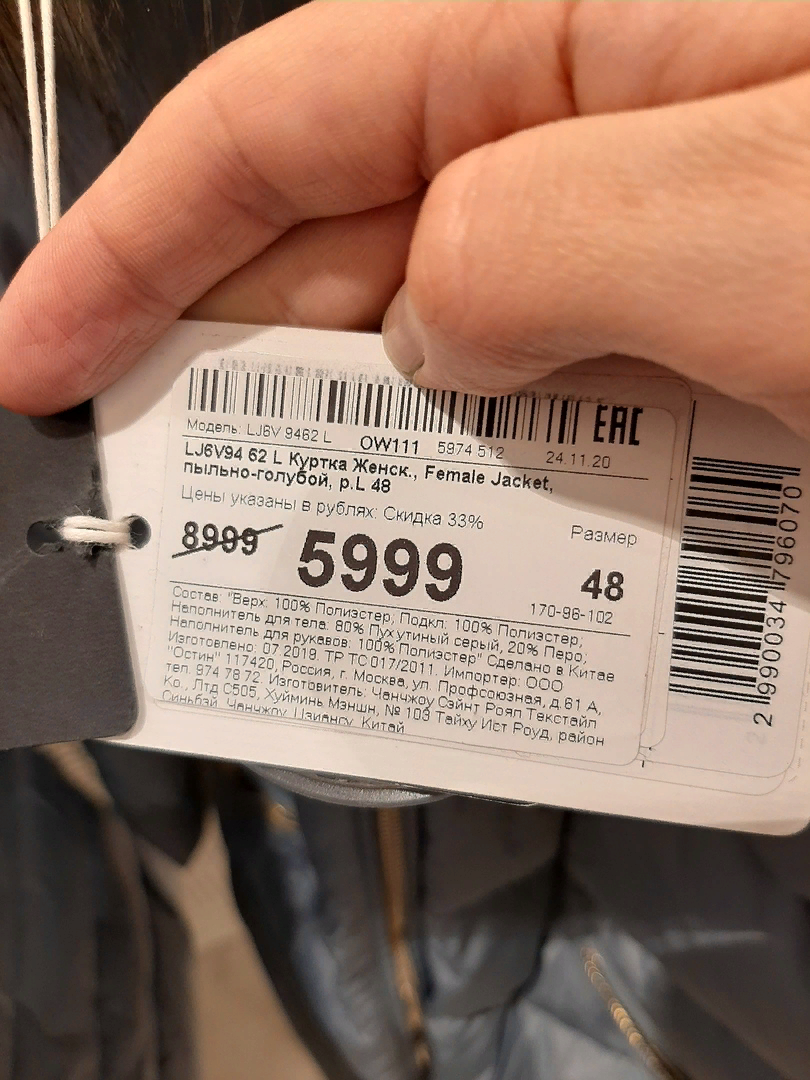 ЕАС
Модель: LJ6V 9462 L OW111 5974 512 24.11.20
LJ6V94 62 L Куртка Женск., Female Jacket,
пыльно-голубой, р.L 48
Цены указаны в рублях: Скидка 33% Размер
8999 5999 48
170-96-102
Состав: "Верх: 100% Полиэстер; Подкл: 100% Полиэстер;
Наполнитель для тела: 80% Пух утиный серый, 20% Перо;
Наполнитель для рукавов: 100% Полиэстер" Сделано в Китае
Изготовлено: 07.2019. ТР ТС 017/2011. Импортер: ООО
"Остин" 117420, Россия, г. Москва, ул. Профсоюзная, д.61 А,
тел. 974 78 72. Изготовитель: Чанчжоу Сэйнт Роял Текстайл
Ко., Лтд С505, Хуйминь Мэншн, № 103 Тайху Ист Роуд, район
Синьбэй, Чанчжоу, Цзянсу, Китай
2 990034 796070